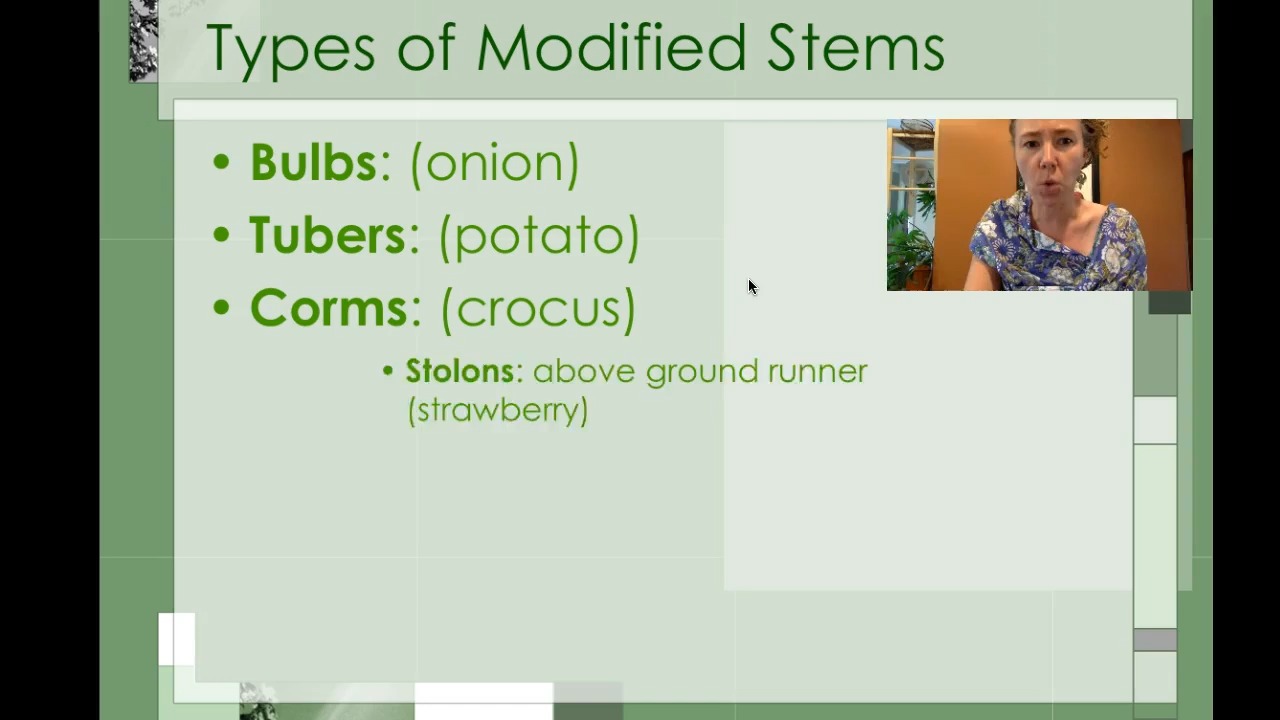 Types of Modified Stems
• Bulbs: (onion)
• Tubers: (potato)
• Corms: (crocus)
• Stolons: above ground runner
(strawberry)